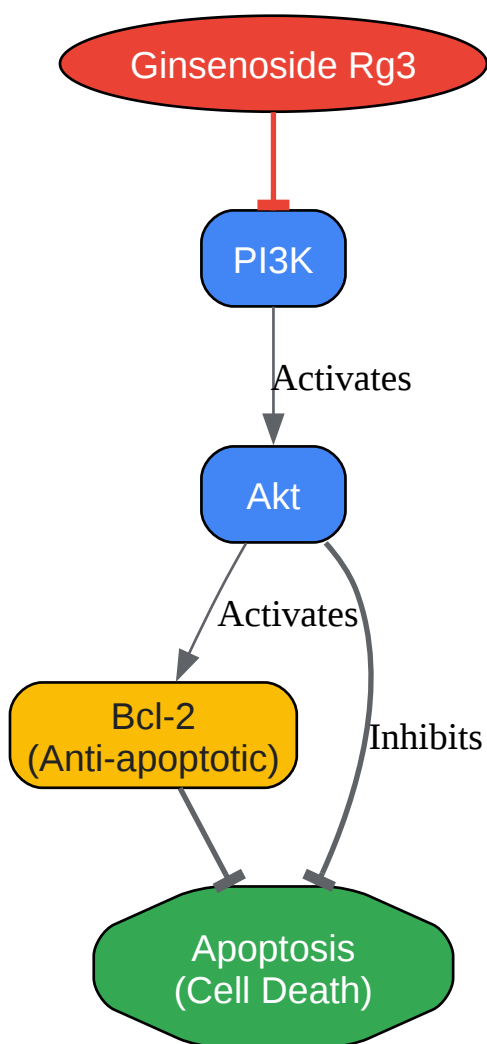 Ginsenoside Rg3
PI3K
Activates
Akt
Activates
Bcl-2
(Anti-apoptotic)
Inhibits
Apoptosis
(Cell Death)